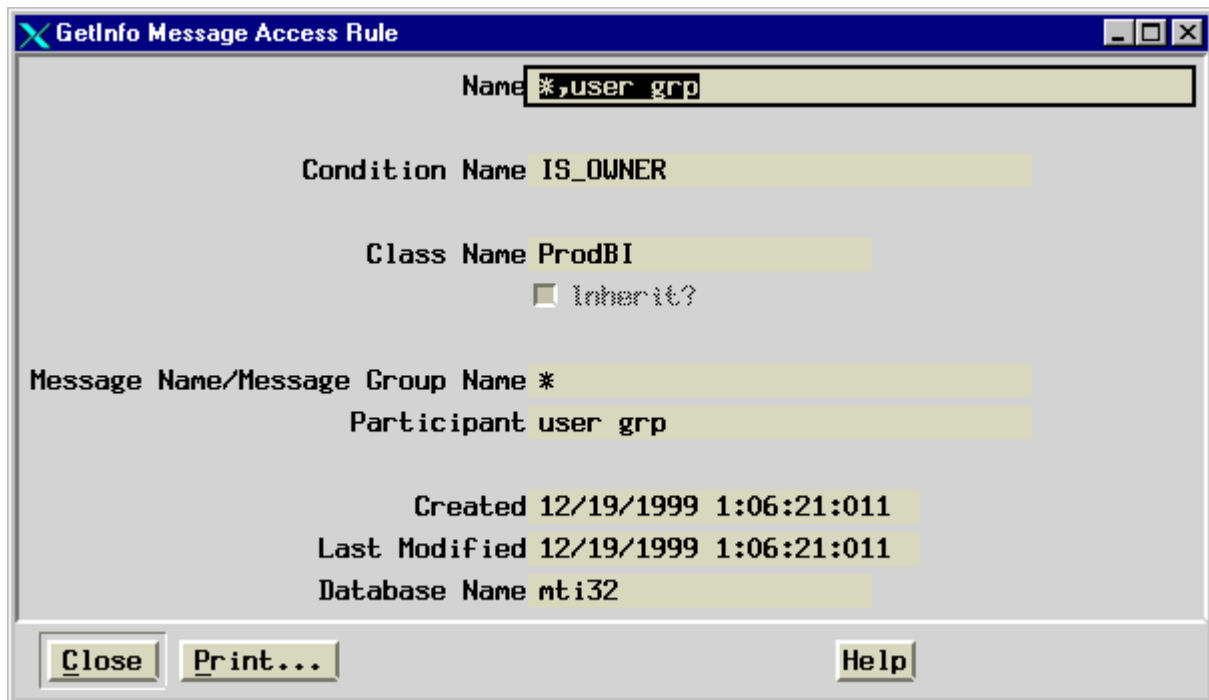 GetInfo Message Access Rule
Name *,user grp
Condition Name IS_OWNER
Class Name ProdBI
Inherit?
Message Name/Message Group Name *
Participant user grp
Created 12/19/1999 1:06:21:011
Last Modified 12/19/1999 1:06:21:011
Database Name mti32
Close Print... Help